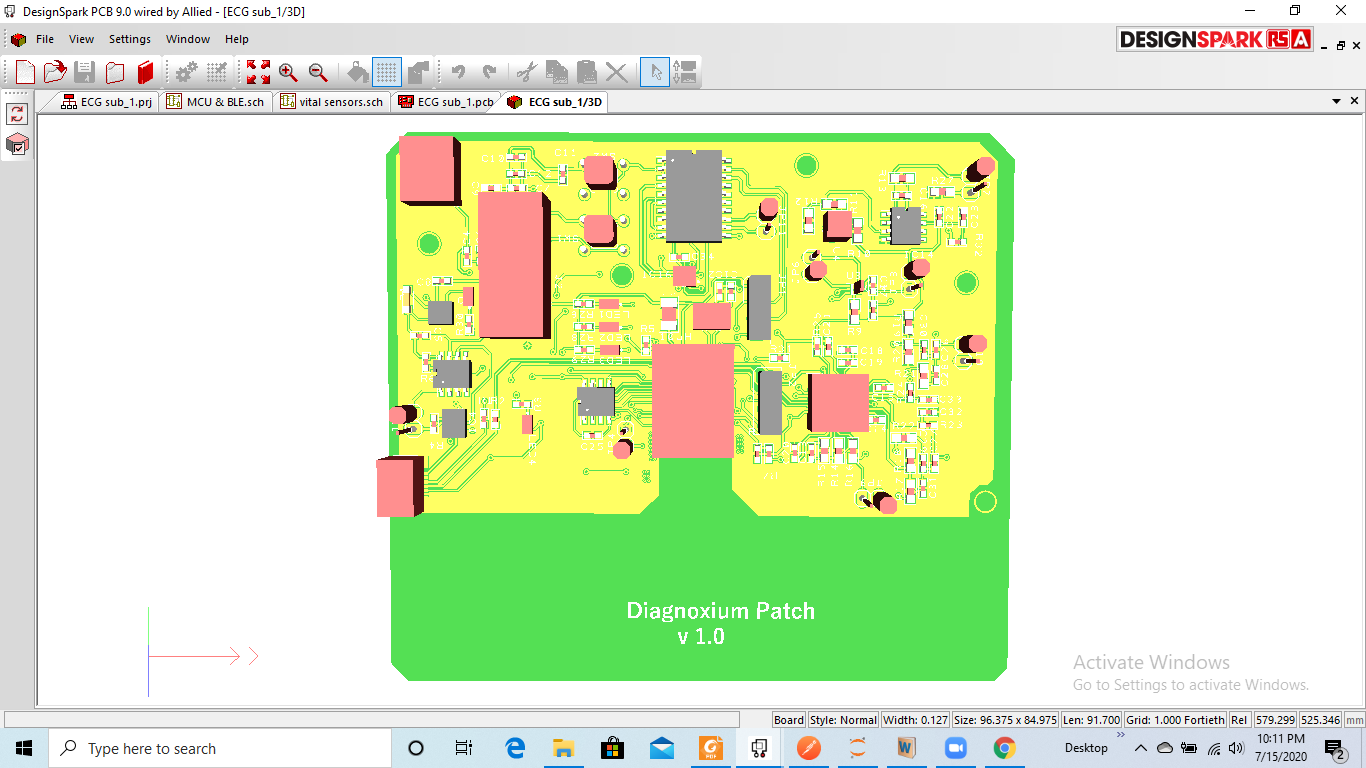 DesignSpark PCB 9.0 wired by Allied - [ECG sub_1/3D]
File View Settings Window Help
DESIGNSPARK RS A
ECG sub_1.prj MCU & BLE.sch vital sensors.sch ECG sub_1.pcb ECG sub_1/3D
Diagnoxium Patch
v 1.0
Activate Windows
Go to Settings to activate Windows.
Board Style: Normal Width: 0.127 Size: 96.375 x 84.975 Len: 91.700 Grid: 1.000 Fortieth Rel 579.299 525.346 mm
Type here to search
Desktop
10:11 PM
7/15/2020
2